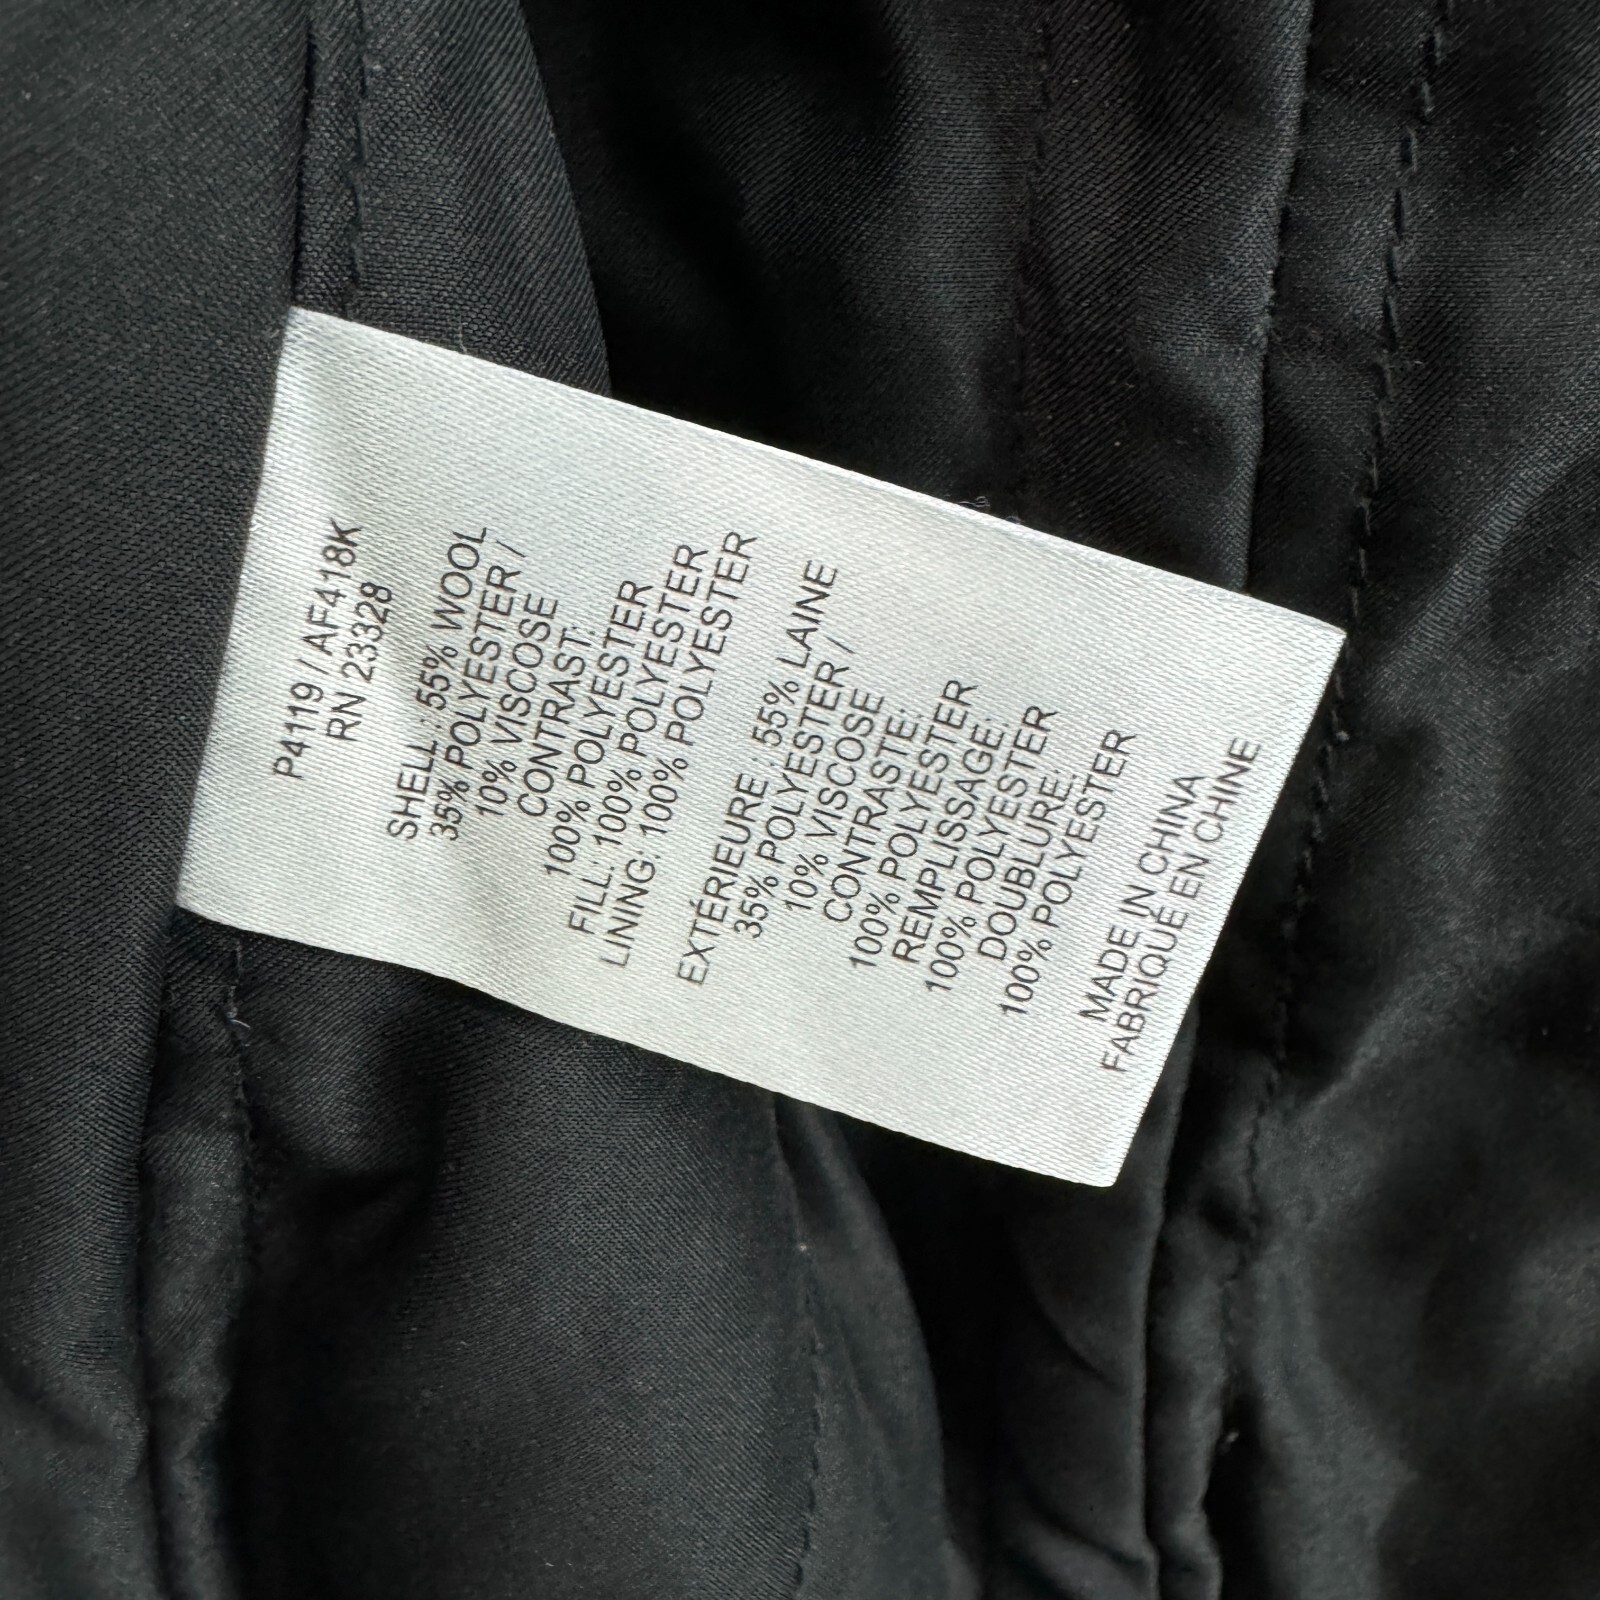 P4119 / AF418K
RN 23328
SHELL : 55% WOOL
35% POLYESTER /
10% VISCOSE
CONTRAST:
100% POLYESTER
FILL: 100% POLYESTER
LINING: 100% POLYESTER
EXTÉRIEURE : 55% LAINE
35% POLYESTER /
10% VISCOSE
CONTRASTE:
100% POLYESTER
REMPLISSAGE:
100% POLYESTER
DOUBLURE:
100% POLYESTER
MADE IN CHINA
FABRIQUÉ EN CHINE